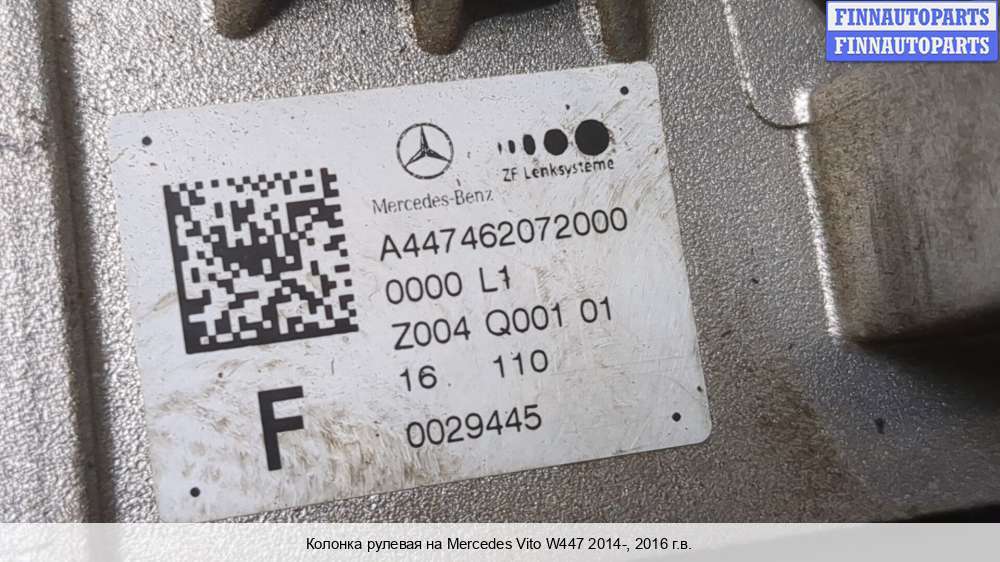 FINNAUTOPARTS
FINNAUTOPARTS
ZF Lenksysteme
Mercedes-Benz
A447462072000
0000 L1
Z004 Q001 01
16 110
F
0029445
Колонка рулевая на Mercedes Vito W447 2014-, 2016 г.в.